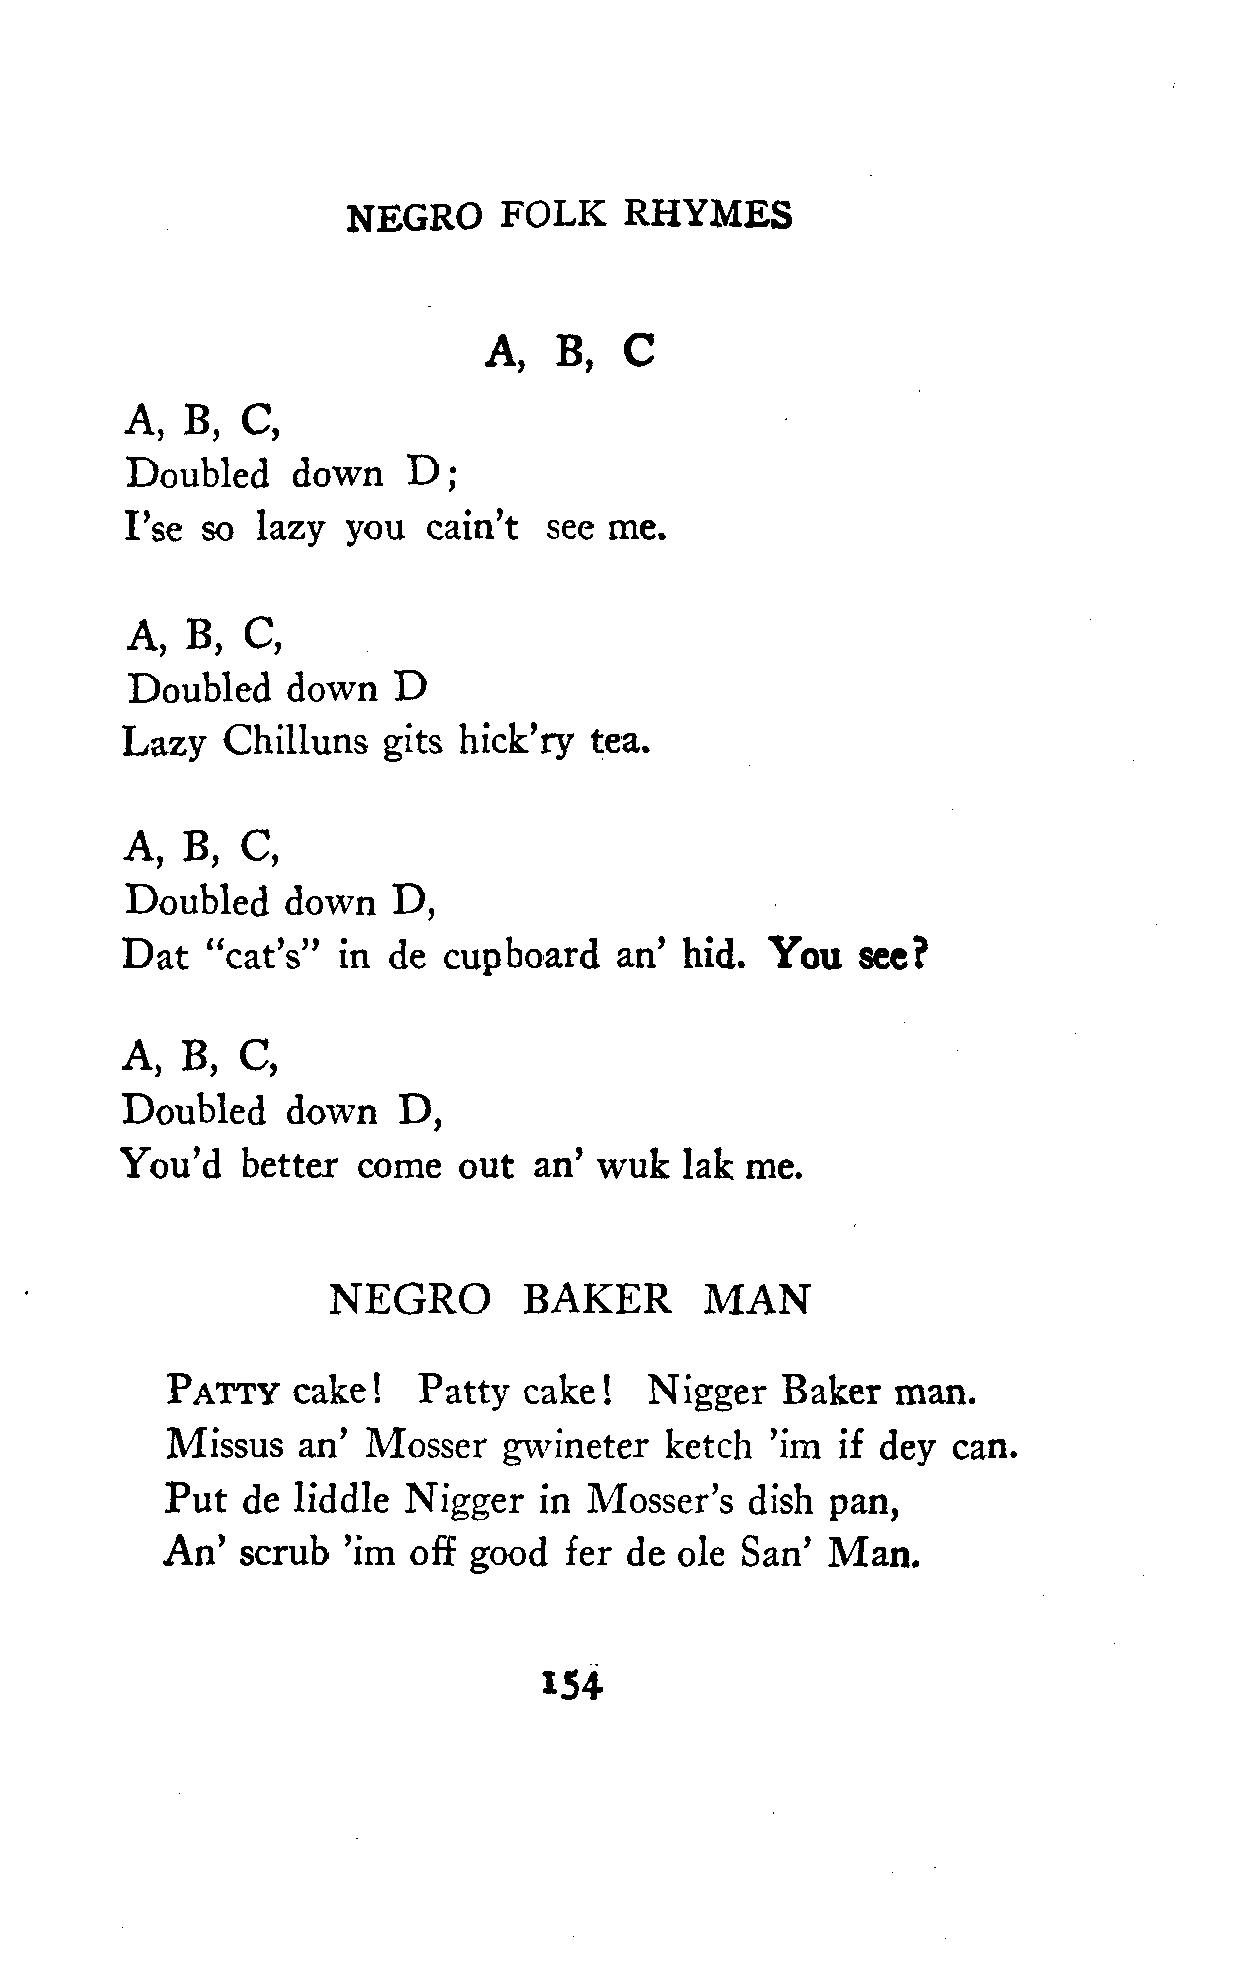 NEGRO FOLK RHYMES
A, B, C
A, B, C,
Doubled down D;
I'se so lazy you cain't see me.
A, B, C,
Doubled down D
Lazy Chilluns gits hick'ry tea.
A, B, C,
Doubled down D,
Dat "cat's" in de cupboard an' hid. You see?
A, B, C,
Doubled down D,
You'd better come out an' wuk lak me.
NEGRO BAKER MAN
PATTY cake! Patty cake! Nigger Baker man.
Missus an' Mosser gwineter ketch 'im if dey can.
Put de liddle Nigger in Mosser's dish pan,
An' scrub 'im off good fer de ole San' Man.
154